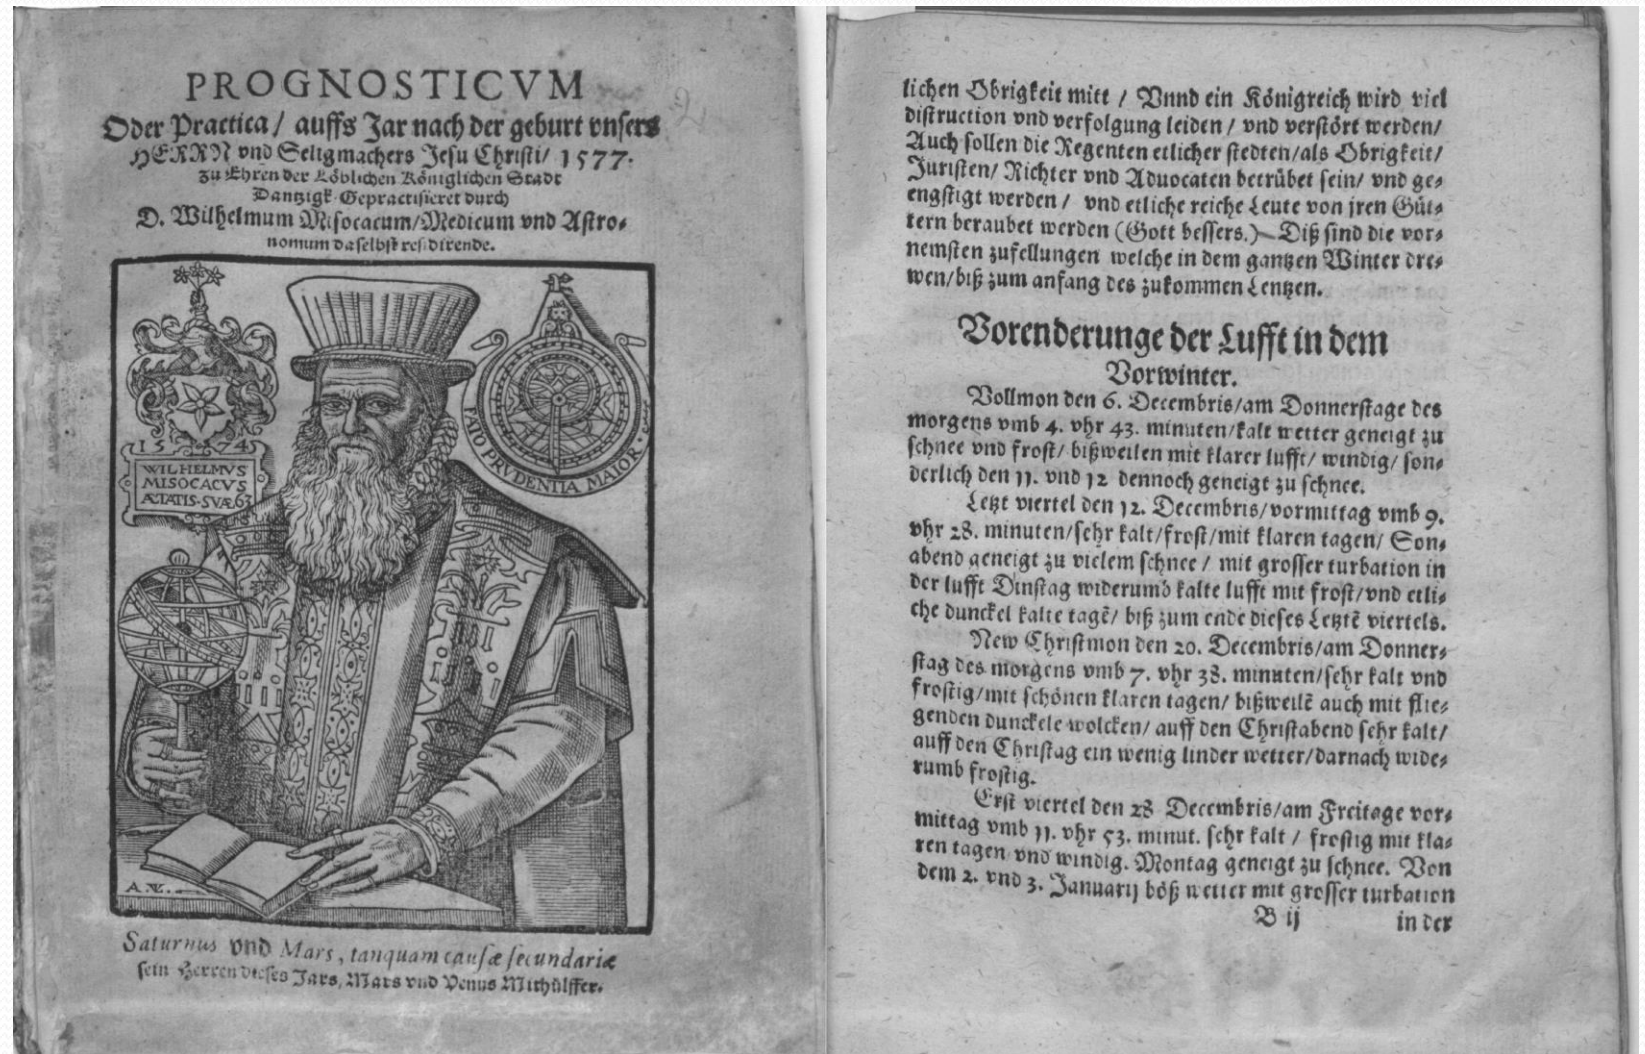 PROGNOSTICVM
Oder Practica / auffs Jar nach der geburt vnsers
HERRN vnd Seligmachers Jesu Christi / 1577.
zu Ehren der Löblichen Königlichen Stadt
Dantzigk Gepractisieret durch
D. Wilhelmum Misocacum / Medicum vnd Astro-
nomum daselbst residirende.
FATO PRVDENTIA MAIOR
1574
WILHELMVS
MISOCACVS
ÆTATIS·SVÆ 63
A.W.
Saturnus vnd Mars, tanquam causæ secundariæ
sein Herren dieses Jars, Mars vnd Venus Mithülffer.
lichen Obrigkeit mitt / Vnnd ein Königreich wird viel
distruction vnd verfolgung leiden / vnd verstört werden /
Auch sollen die Regenten etlicher stedten / als Obrigkeit /
Juristen / Richter vnd Aduocaten betrübet sein / vnd ge-
engstigt werden / vnd etliche reiche Leute von jren Güt-
tern beraubet werden (Gott bessers.) Diß sind die vor-
nemsten zufellungen welche in dem gantzen Winter dre-
wen / biß zum anfang des zukommen Lentzen.
Vorenderunge der Lufft in dem
Vorwinter.
Vollmon den 6. Decembris / am Donnerstage des
morgens vmb 4. vhr 43. minuten / kalt wetter geneigt zu
schnee vnd frost / bißweilen mit klarer lufft / windig / son-
derlich den 11. vnd 12 dennoch geneigt zu schnee.
Letzt viertel den 12. Decembris / vormittag vmb 9.
vhr 28. minuten / sehr kalt / frost / mit klaren tagen / Son-
abend geneigt zu vielem schnee / mit grosser turbation in
der lufft Dinstag widerumb kalte lufft mit frost / vnd etli-
che dunckel kalte tagẽ / biß zum ende dieses Letztẽ viertels.
New Christmon den 20. Decembris / am Donner-
stag des morgens vmb 7. vhr 38. minuten / sehr kalt vnd
frostig / mit schönen klaren tagen / bißweilẽ auch mit flie-
genden dunckele wolcken / auff den Christabend sehr kalt /
auff den Christag ein wenig linder wetter / darnach wide-
rumb frostig.
Erst viertel den 28 Decembris / am Freitage vor-
mittag vmb 11. vhr 53. minut. sehr kalt / frostig mit kla-
ren tagen vnd windig. Montag geneigt zu schnee. Von
dem 2. vnd 3. Januarij böß wetter mit grosser turbation
B ij in der